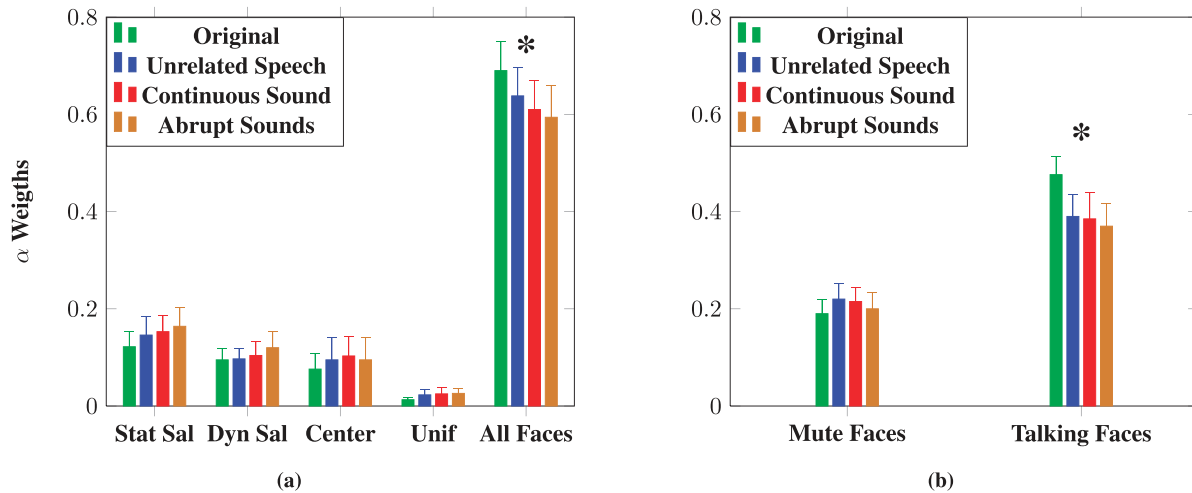 0.8
0.6
0.4
0.2
0
α Weigths
Original
Unrelated Speech
Continuous Sound
Abrupt Sounds
*
Stat Sal Dyn Sal Center Unif All Faces
(a)
0.8
0.6
0.4
0.2
0
Original
Unrelated Speech
Continuous Sound
Abrupt Sounds
*
Mute Faces Talking Faces
(b)